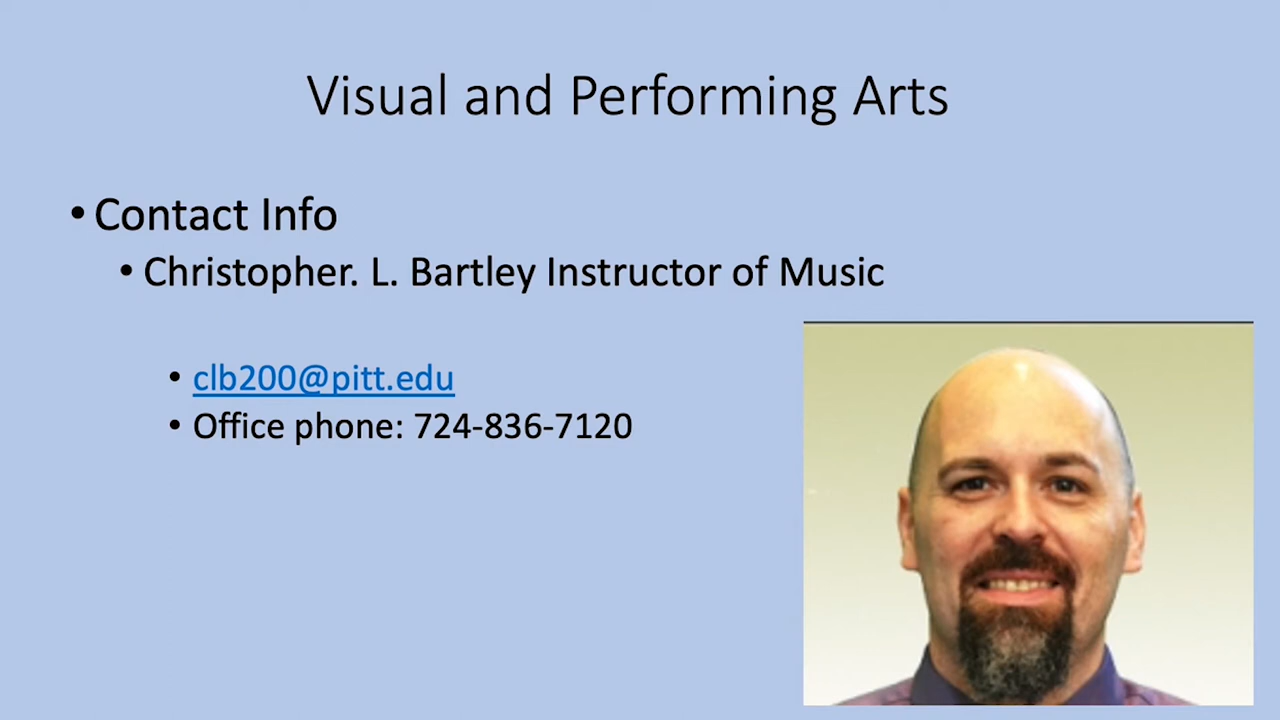 Visual and Performing Arts
• Contact Info
• Christopher. L. Bartley Instructor of Music
• clb200@pitt.edu
• Office phone: 724-836-7120